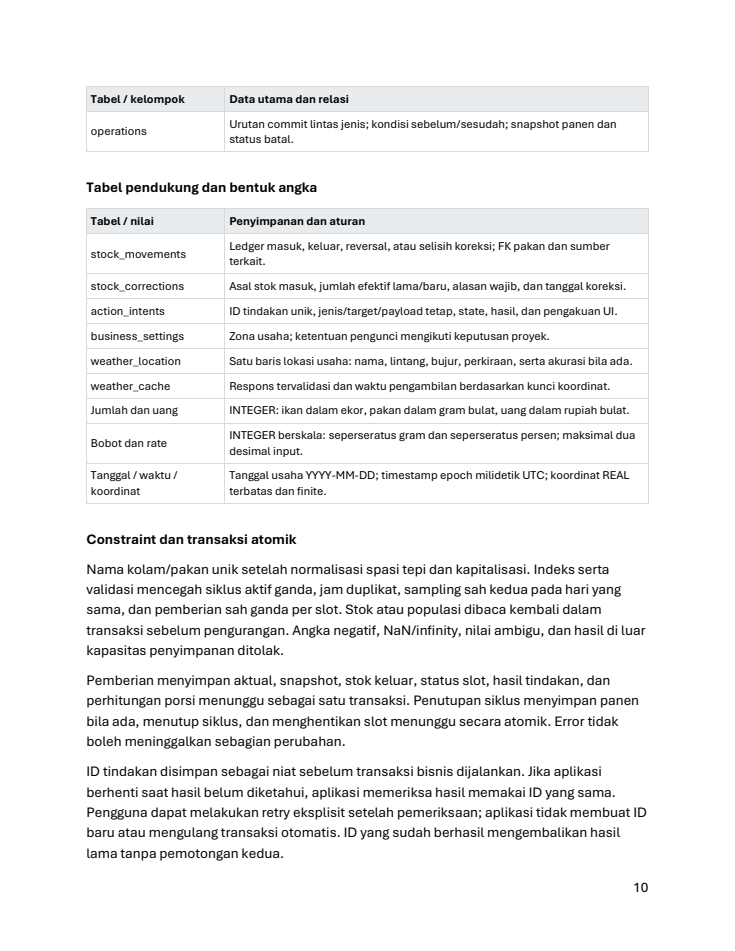 Tabel / kelompok	Data utama dan relasi
operations	Urutan commit lintas jenis; kondisi sebelum/sesudah; snapshot panen dan
status batal.
Tabel pendukung dan bentuk angka
Tabel / nilai	Penyimpanan dan aturan
stock_movements	Ledger masuk, keluar, reversal, atau selisih koreksi; FK pakan dan sumber
terkait.
stock_corrections	Asal stok masuk, jumlah efektif lama/baru, alasan wajib, dan tanggal koreksi.
action_intents	ID tindakan unik, jenis/target/payload tetap, state, hasil, dan pengakuan UI.
business_settings	Zona usaha; ketentuan pengunci mengikuti keputusan proyek.
weather_location	Satu baris lokasi usaha: nama, lintang, bujur, perkiraan, serta akurasi bila ada.
weather_cache	Respons tervalidasi dan waktu pengambilan berdasarkan kunci koordinat.
Jumlah dan uang	INTEGER: ikan dalam ekor, pakan dalam gram bulat, uang dalam rupiah bulat.
Bobot dan rate	INTEGER berskala: seperseratus gram dan seperseratus persen; maksimal dua
desimal input.
Tanggal / waktu /
koordinat	Tanggal usaha YYYY-MM-DD; timestamp epoch milidetik UTC; koordinat REAL
terbatas dan finite.
Constraint dan transaksi atomik
Nama kolam/pakan unik setelah normalisasi spasi tepi dan kapitalisasi. Indeks serta
validasi mencegah siklus aktif ganda, jam duplikat, sampling sah kedua pada hari yang
sama, dan pemberian sah ganda per slot. Stok atau populasi dibaca kembali dalam
transaksi sebelum pengurangan. Angka negatif, NaN/infinity, nilai ambigu, dan hasil di luar
kapasitas penyimpanan ditolak.
Pemberian menyimpan aktual, snapshot, stok keluar, status slot, hasil tindakan, dan
perhitungan porsi menunggu sebagai satu transaksi. Penutupan siklus menyimpan panen
bila ada, menutup siklus, dan menghentikan slot menunggu secara atomik. Error tidak
boleh meninggalkan sebagian perubahan.
ID tindakan disimpan sebagai niat sebelum transaksi bisnis dijalankan. Jika aplikasi
berhenti saat hasil belum diketahui, aplikasi memeriksa hasil memakai ID yang sama.
Pengguna dapat melakukan retry eksplisit setelah pemeriksaan; aplikasi tidak membuat ID
baru atau mengulang transaksi otomatis. ID yang sudah berhasil mengembalikan hasil
lama tanpa pemotongan kedua.
10